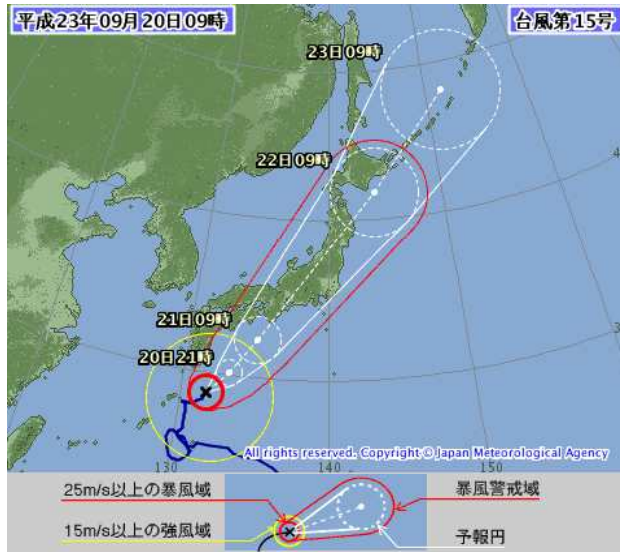 平成23年09月20日09時
台風第15号
23日09時
22日09時
21日09時
20日21時
130
140
150
All rights reserved. Copyright © Japan Meteorological Agency
25m/s以上の暴風域
暴風警戒域
15m/s以上の強風域
予報円